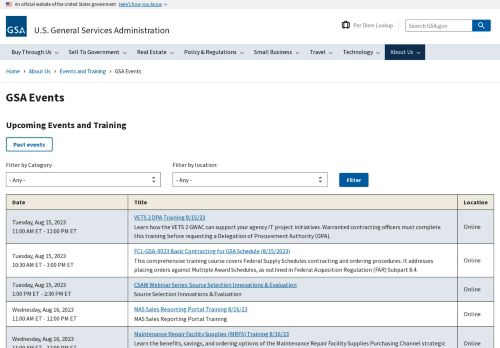 An official website of the United States government Here's how you know
GSA
U.S. General Services Administration
Per Diem Lookup
Search GSA.gov
Buy Through Us
Sell To Government
Real Estate
Policy & Regulations
Small Business
Travel
Technology
About Us
Home › About Us › Events and Training › GSA Events
GSA Events
Upcoming Events and Training
Past events
Filter by Category:
Filter by location:
- Any -
- Any -
Filter
Date Title Location
Tuesday, Aug 15, 2023
11:00 AM ET - 12:00 PM ET
VETS 2 DPA Training 8/15/23
Learn how the VETS 2 GWAC can support your agency IT project initiatives. Warranted contracting officers must complete
this training before requesting a Delegation of Procurement Authority (DPA).
Online
Tuesday, Aug 15, 2023
10:30 AM ET - 3:00 PM ET
FCL-GSA-0023 Basic Contracting for GSA Schedule (8/15/2023)
This comprehensive training course covers Federal Supply Schedules contracting and ordering procedures. It addresses
placing orders against Multiple Award Schedules, as outlined in Federal Acquisition Regulation (FAR) Subpart 8.4.
Online
Tuesday, Aug 15, 2023
1:00 PM ET - 2:30 PM ET
CSAW Webinar Series: Source Selection Innovations & Evaluation
Source Selection Innovations & Evaluation
Online
Wednesday, Aug 16, 2023
11:00 AM ET - 12:00 PM ET
MAS Sales Reporting Portal Training 8/16/23
MAS Sales Reporting Portal Training
Online
Wednesday, Aug 16, 2023
11:00 AM ET - 12:00 PM ET
Maintenance Repair Facility Supplies (MRFS) Training 8/16/23
Learn the benefits, savings, and ordering options of the Maintenance Repair Facility Supplies Purchasing Channel strategic
Online